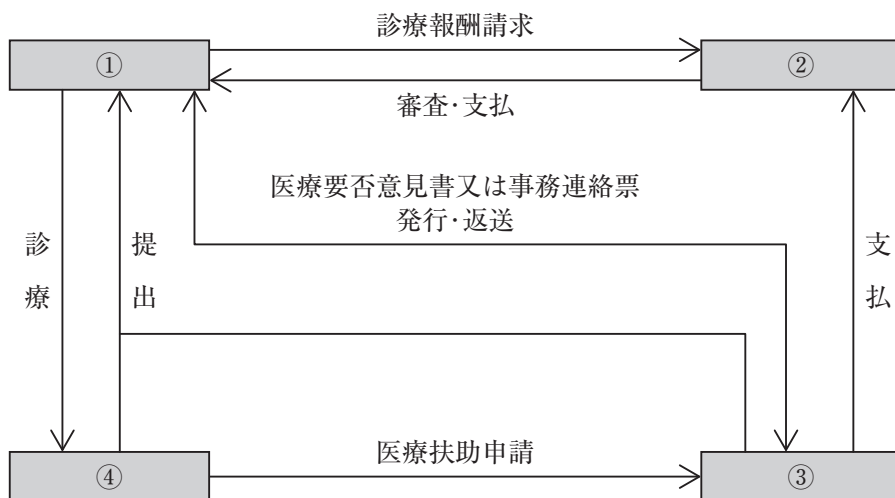 診療報酬請求
①
②
審査・支払
医療要否意見書又は事務連絡票
発行・返送
診療
提出
支払
医療扶助申請
④
③